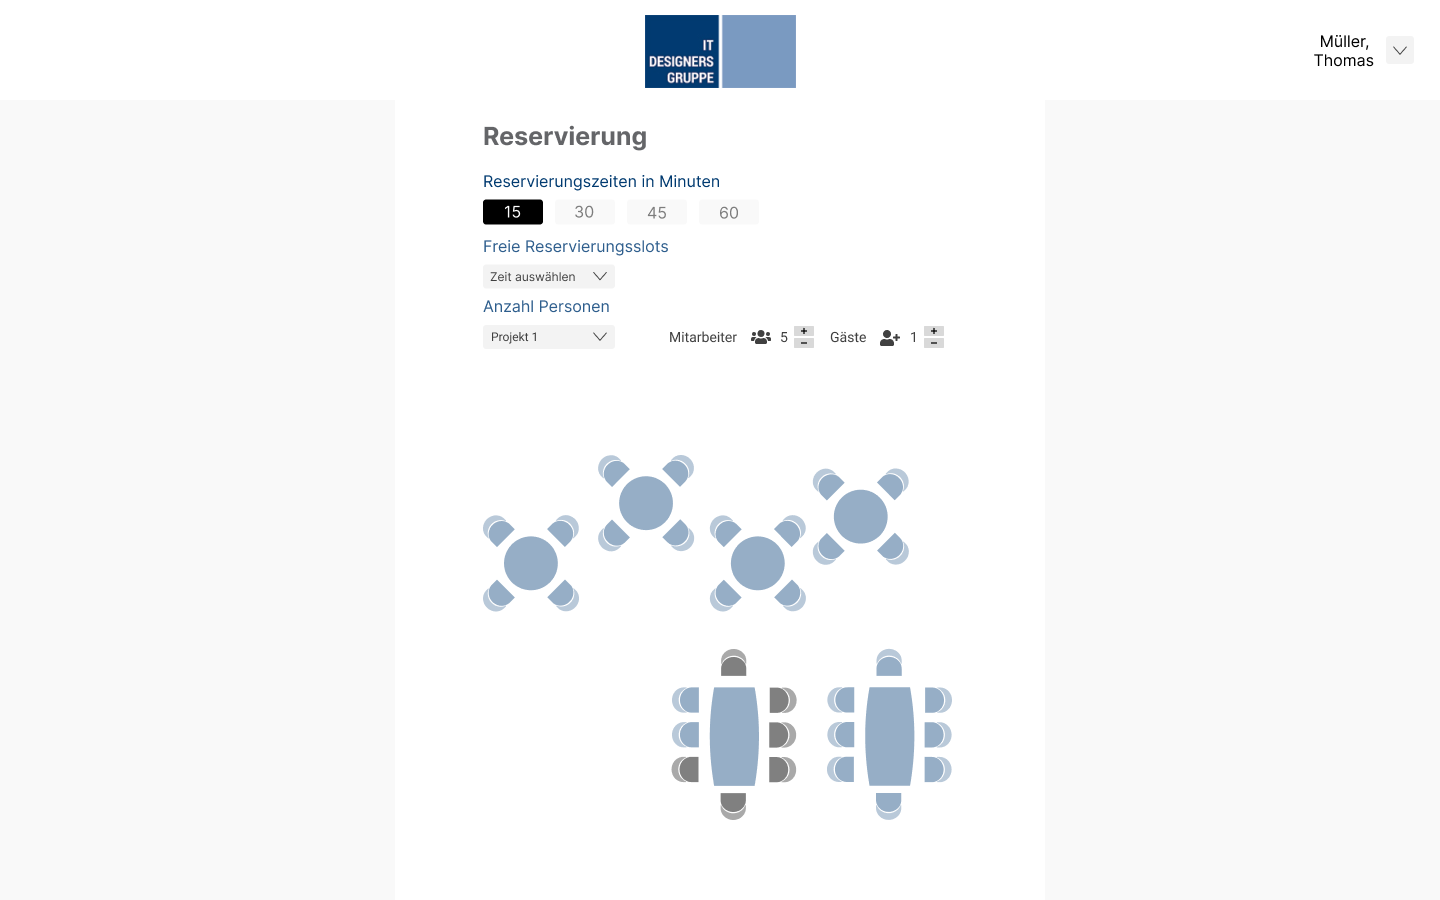 IT
DESIGNERS
GRUPPE
Müller,
Thomas
Reservierung
Reservierungszeiten in Minuten
15 30 45 60
Freie Reservierungsslots
Zeit auswählen
Anzahl Personen
Projekt 1 Mitarbeiter 5 + − Gäste 1 + −